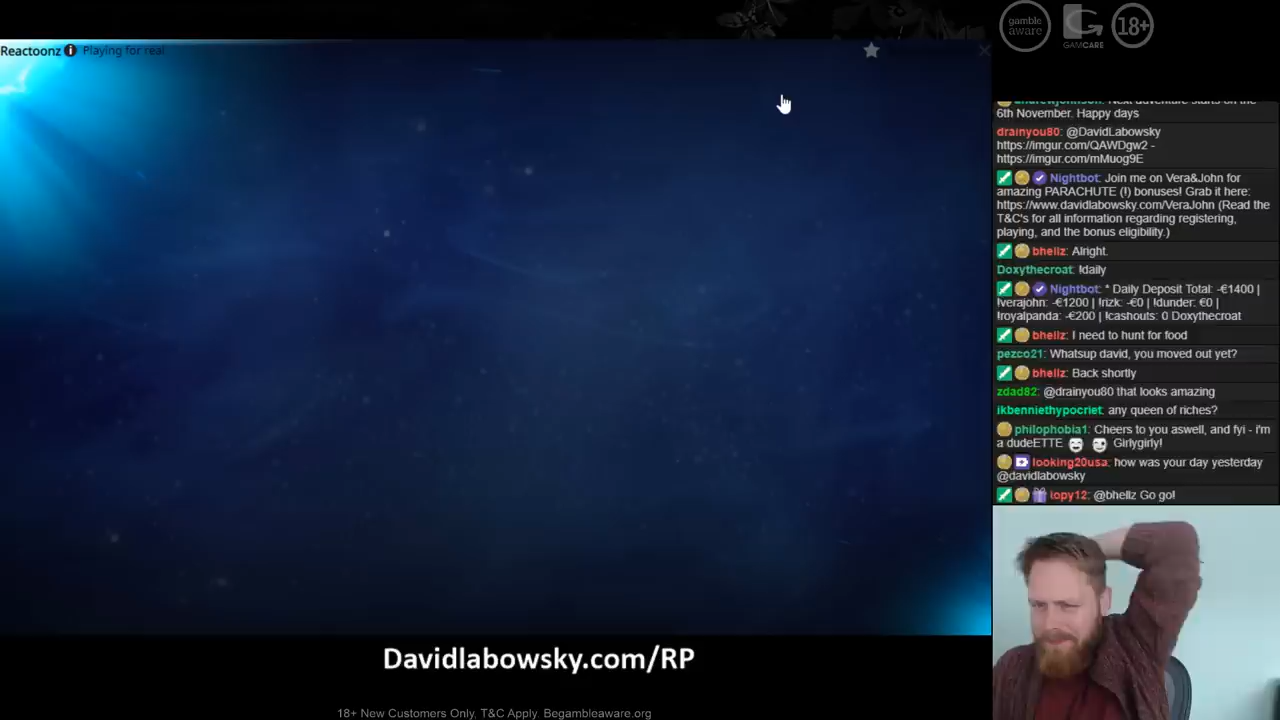 gamble
aware
GAMCARE
18+
Reactoonz i Playing for real
6th November. Happy days
drainyou80: @DavidLabowsky
https://imgur.com/QAWDgw2 -
https://imgur.com/mMuog9E
Nightbot: Join me on Vera&John for
amazing PARACHUTE (!) bonuses! Grab it here:
https://www.davidlabowsky.com/VeraJohn (Read the
T&C's for all information regarding registering,
playing, and the bonus eligibility.)
bhellz: Alright.
Doxythecroat: !daily
Nightbot: * Daily Deposit Total: -€1400 |
!verajohn: -€1200 | !rizk: -€0 | !dunder: €0 |
!royalpanda: -€200 | !cashouts: 0 Doxythecroat
bhellz: I need to hunt for food
pezco21: Whatsup david, you moved out yet?
bhellz: Back shortly
zdad82: @drainyou80 that looks amazing
ikbenniethypocriet: any queen of riches?
philophobia1: Cheers to you aswell, and fyi - i'm
a dudeETTE Girlygirly!
looking20usa: how was your day yesterday
@davidlabowsky
lopy12: @bhellz Go go!
Davidlabowsky.com/RP
18+ New Customers Only, T&C Apply. Begambleaware.org